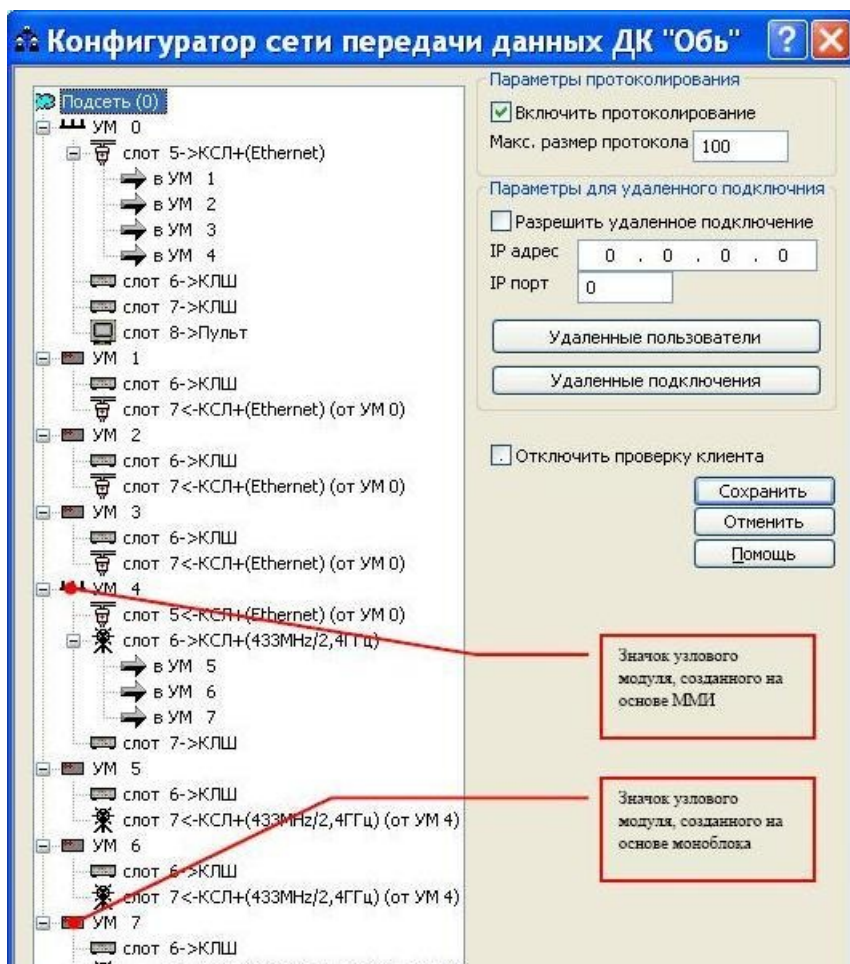 Конфигуратор сети передачи данных ДК "Обь"
Подсеть (0)
УМ 0
слот 5->КСЛ+(Ethernet)
в УМ 1
в УМ 2
в УМ 3
в УМ 4
слот 6->КЛШ
слот 7->КЛШ
слот 8->Пульт
УМ 1
слот 6->КЛШ
слот 7<-КСЛ+(Ethernet) (от УМ 0)
УМ 2
слот 6->КЛШ
слот 7<-КСЛ+(Ethernet) (от УМ 0)
УМ 3
слот 6->КЛШ
слот 7<-КСЛ+(Ethernet) (от УМ 0)
УМ 4
слот 5<-КСЛ+(Ethernet) (от УМ 0)
слот 6->КСЛ+(433MHz/2,4ГГц)
в УМ 5
в УМ 6
в УМ 7
слот 7->КЛШ
УМ 5
слот 6->КЛШ
слот 7<-КСЛ+(433MHz/2,4ГГц) (от УМ 4)
УМ 6
слот 6->КЛШ
слот 7<-КСЛ+(433MHz/2,4ГГц) (от УМ 4)
УМ 7
слот 6->КЛШ
Параметры протоколирования
Включить протоколирование
Макс. размер протокола 100
Параметры для удаленного подключния
Разрешить удаленное подключение
IP адрес 0 . 0 . 0 . 0
IP порт 0
Удаленные пользователи
Удаленные подключения
Отключить проверку клиента
Сохранить
Отменить
Помощь
Значок узлового
модуля, созданного на
основе ММИ
Значок узлового
модуля, созданного на
основе моноблока